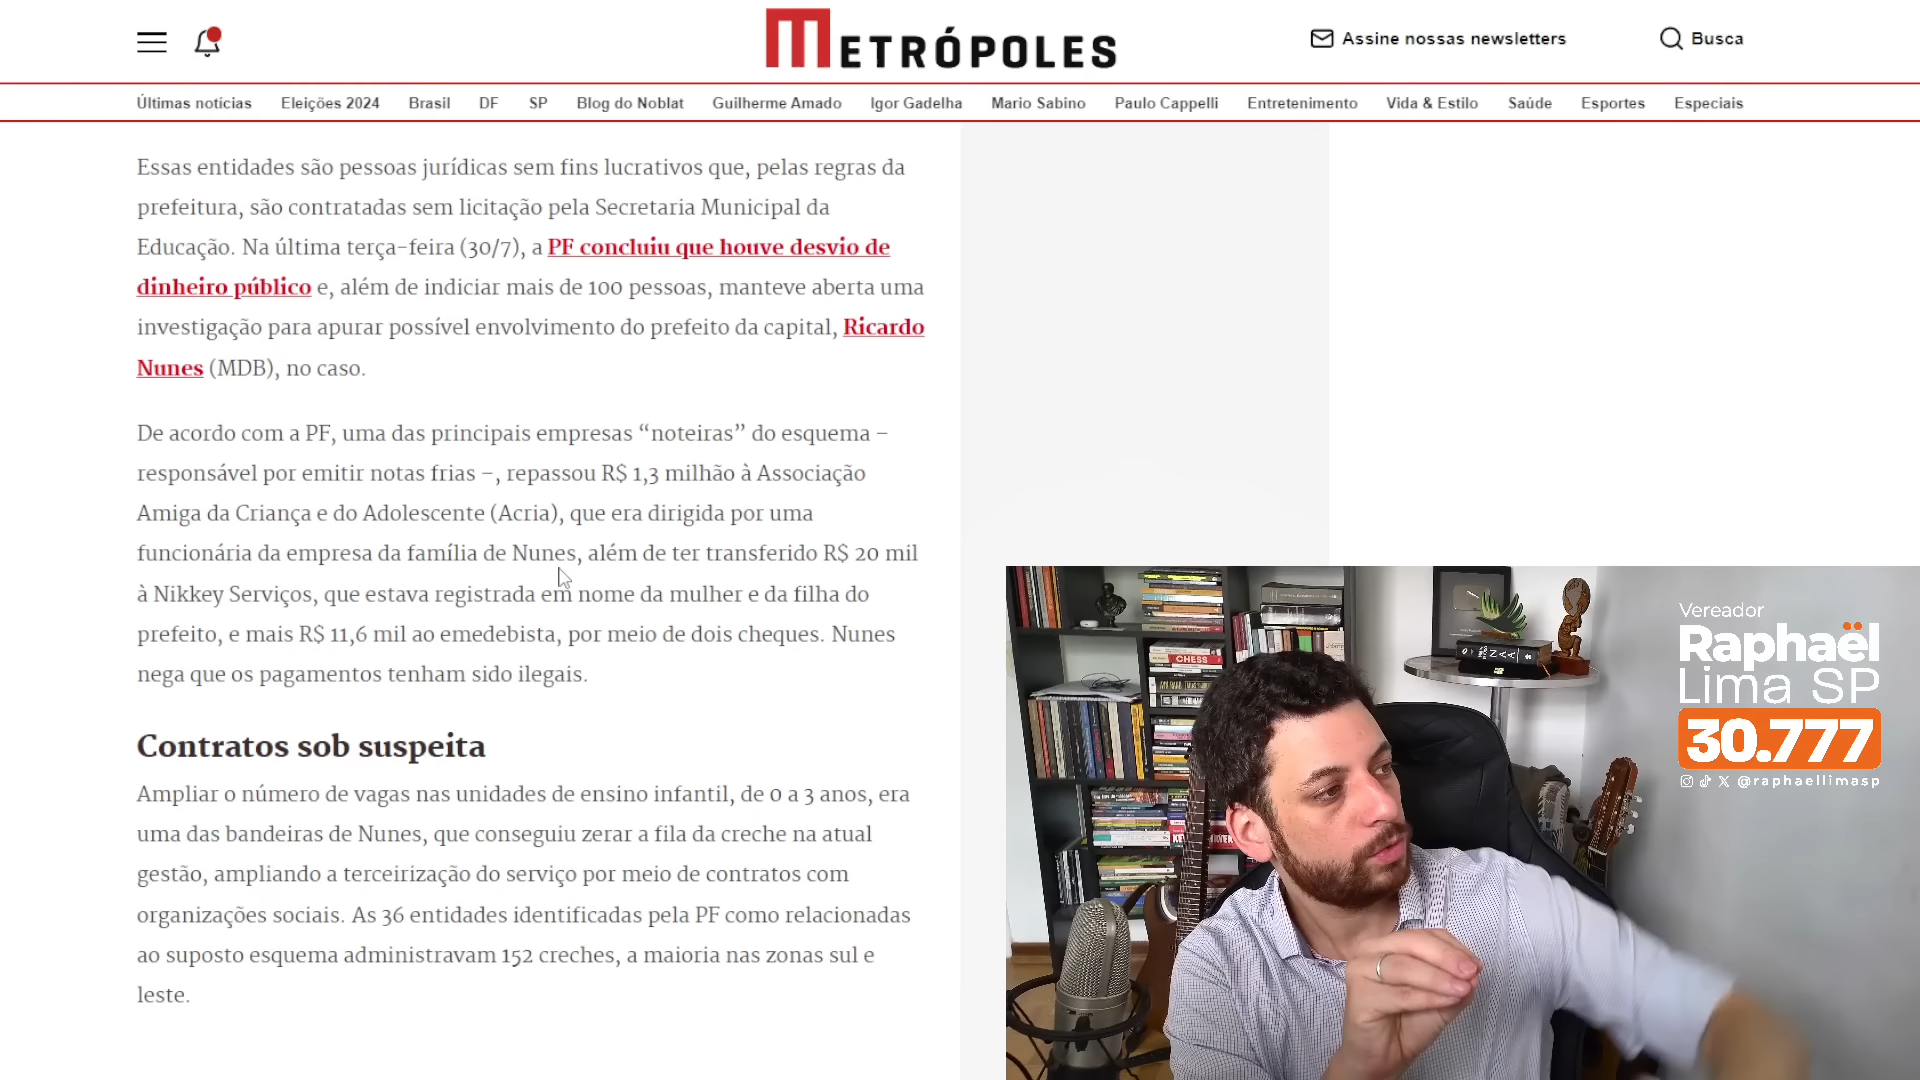 METRÓPOLES
Assine nossas newsletters
Busca
Últimas notícias Eleições 2024 Brasil DF SP Blog do Noblat Guilherme Amado Igor Gadelha Mario Sabino Paulo Cappelli Entretenimento Vida & Estilo Saúde Esportes Especiais
Essas entidades são pessoas jurídicas sem fins lucrativos que, pelas regras da
prefeitura, são contratadas sem licitação pela Secretaria Municipal da
Educação. Na última terça-feira (30/7), a PF concluiu que houve desvio de
dinheiro público e, além de indiciar mais de 100 pessoas, manteve aberta uma
investigação para apurar possível envolvimento do prefeito da capital, Ricardo
Nunes (MDB), no caso.
De acordo com a PF, uma das principais empresas “noteiras” do esquema –
responsável por emitir notas frias –, repassou R$ 1,3 milhão à Associação
Amiga da Criança e do Adolescente (Acria), que era dirigida por uma
funcionária da empresa da família de Nunes, além de ter transferido R$ 20 mil
à Nikkey Serviços, que estava registrada em nome da mulher e da filha do
prefeito, e mais R$ 11,6 mil ao emedebista, por meio de dois cheques. Nunes
nega que os pagamentos tenham sido ilegais.
Contratos sob suspeita
Ampliar o número de vagas nas unidades de ensino infantil, de 0 a 3 anos, era
uma das bandeiras de Nunes, que conseguiu zerar a fila da creche na atual
gestão, ampliando a terceirização do serviço por meio de contratos com
organizações sociais. As 36 entidades identificadas pela PF como relacionadas
ao suposto esquema administravam 152 creches, a maioria nas zonas sul e
leste.
Vereador
Raphaël
Lima SP
30.777
@raphaellimasp
CHESS